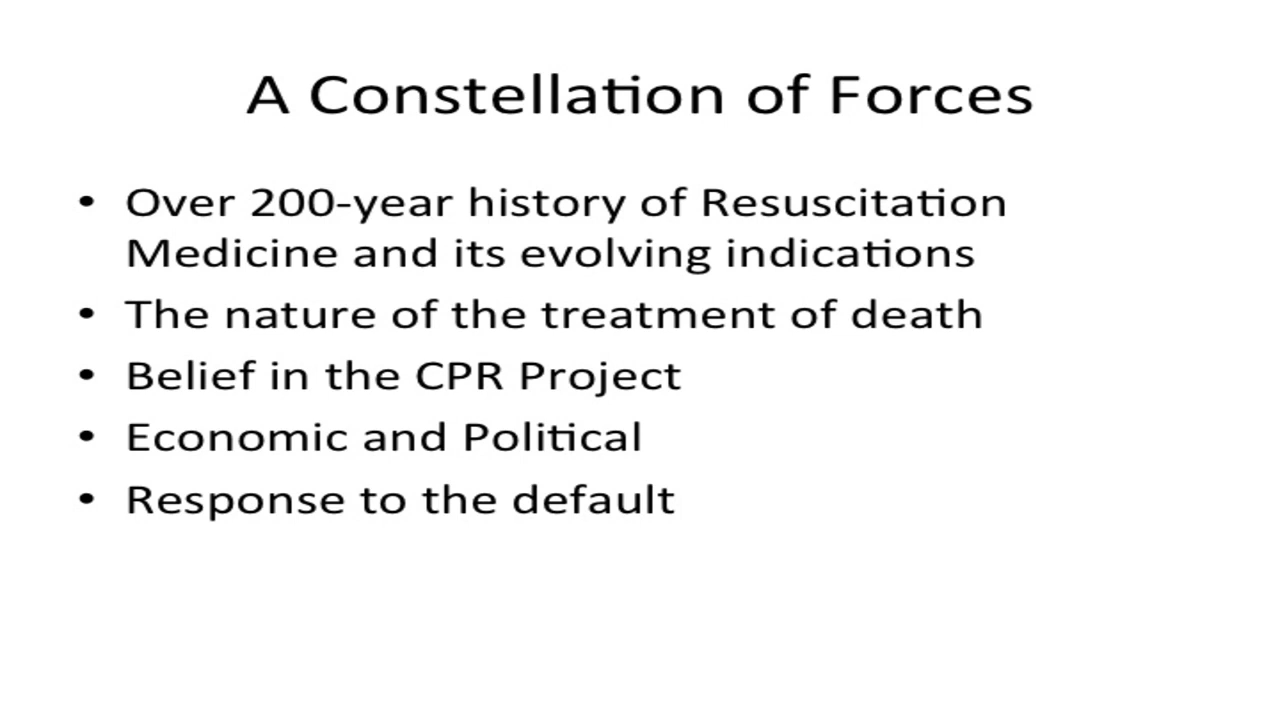 A Constellation of Forces
• Over 200-year history of Resuscitation
Medicine and its evolving indications
• The nature of the treatment of death
• Belief in the CPR Project
• Economic and Political
• Response to the default